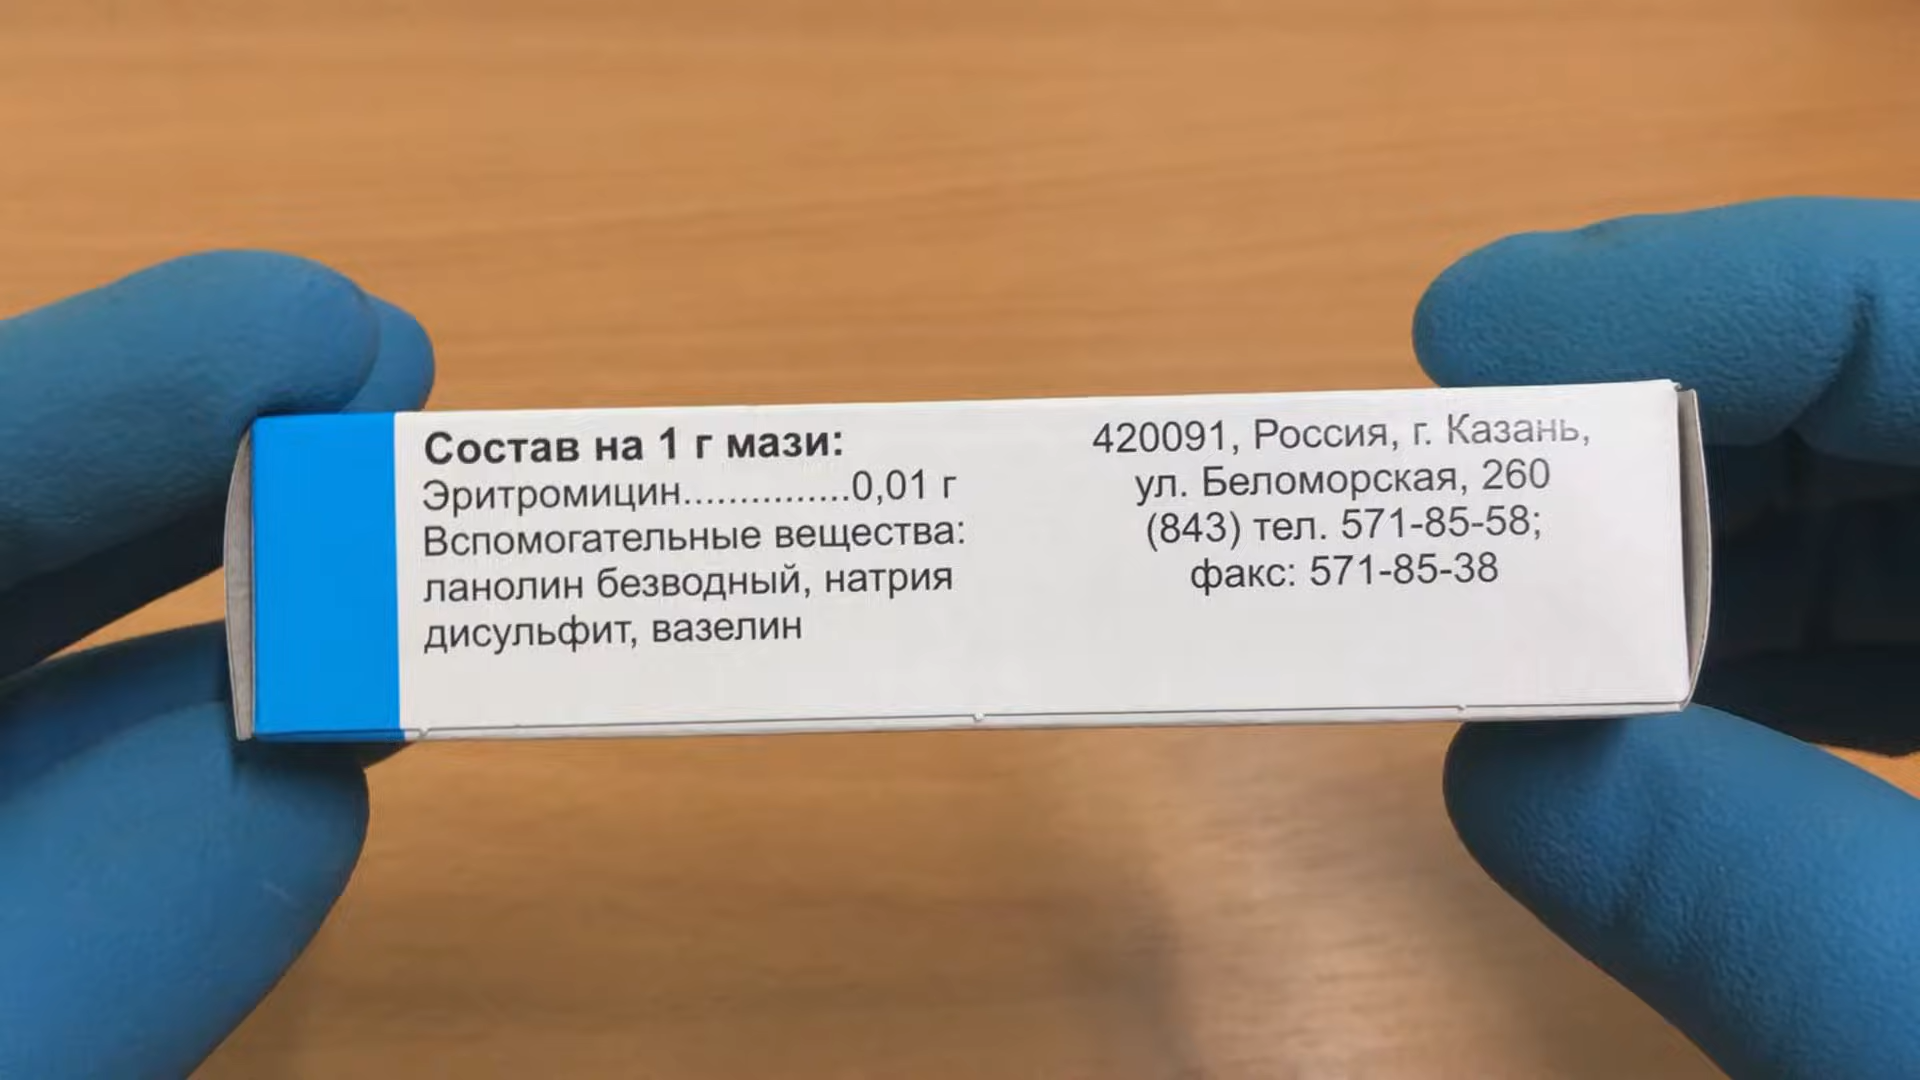 Состав на 1 г мази:
Эритромицин...............0,01 г
Вспомогательные вещества:
ланолин безводный, натрия
дисульфит, вазелин
420091, Россия, г. Казань,
ул. Беломорская, 260
(843) тел. 571-85-58;
факс: 571-85-38